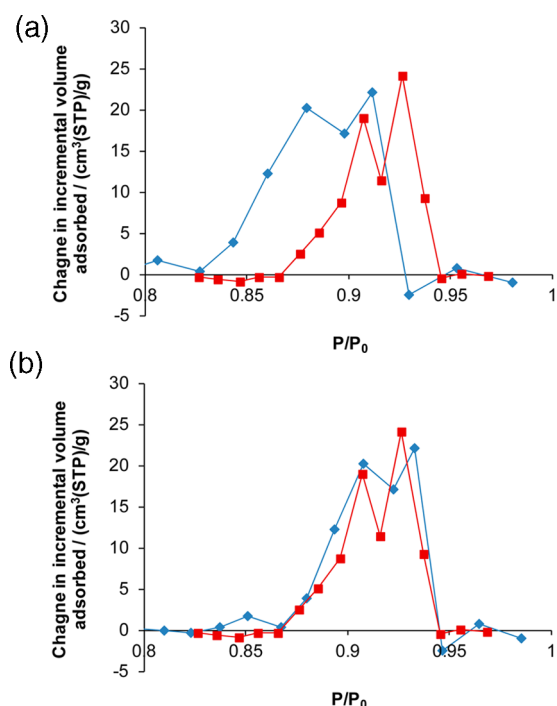 (a)
30
25
20
15
10
5
0
-5
0.8 0.85 0.9 0.95 1
Chagne in incremental volume
adsorbed / (cm³(STP)/g)
P/P₀
(b)
30
25
20
15
10
5
0
-5
0.8 0.85 0.9 0.95 1
Chagne in incremental volume
adsorbed / (cm³(STP)/g)
P/P₀